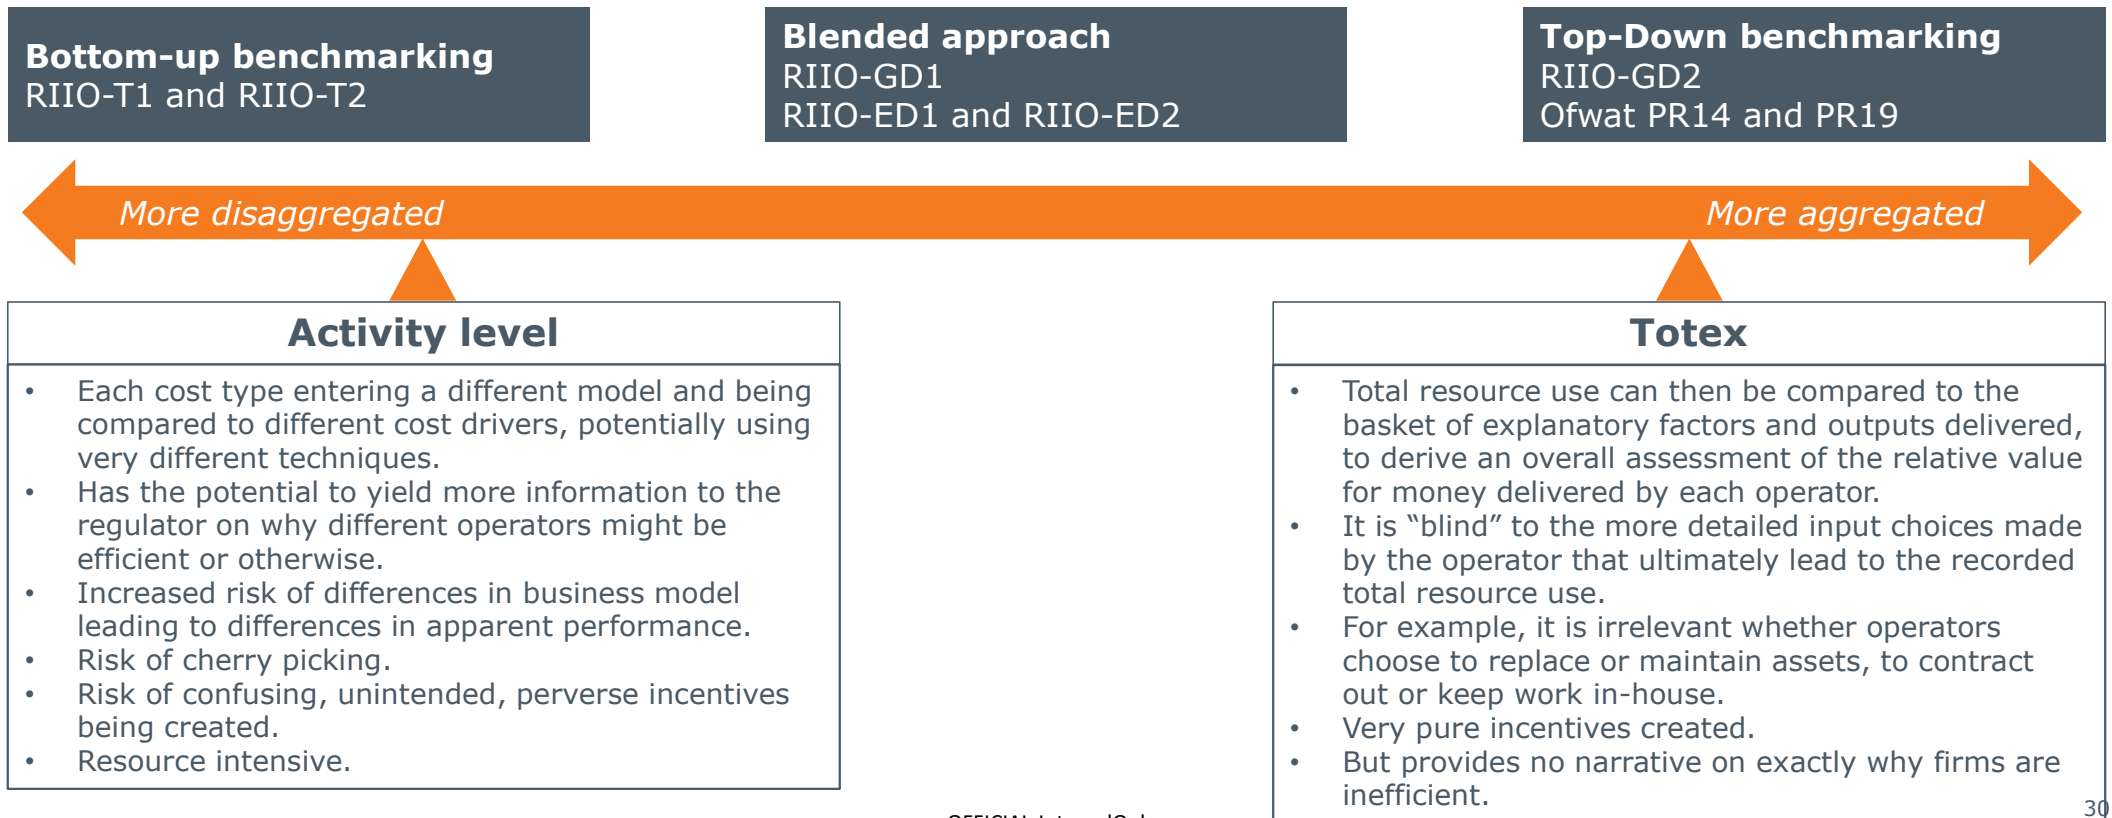 Bottom-up benchmarking
RIIO-T1 and RIIO-T2
Blended approach
RIIO-GD1
RIIO-ED1 and RIIO-ED2
Top-Down benchmarking
RIIO-GD2
Ofwat PR14 and PR19
More disaggregated
More aggregated
Activity level
• Each cost type entering a different model and being
compared to different cost drivers, potentially using
very different techniques.
• Has the potential to yield more information to the
regulator on why different operators might be
efficient or otherwise.
• Increased risk of differences in business model
leading to differences in apparent performance.
• Risk of cherry picking.
• Risk of confusing, unintended, perverse incentives
being created.
• Resource intensive.
Totex
• Total resource use can then be compared to the
basket of explanatory factors and outputs delivered,
to derive an overall assessment of the relative value
for money delivered by each operator.
• It is “blind” to the more detailed input choices made
by the operator that ultimately lead to the recorded
total resource use.
• For example, it is irrelevant whether operators
choose to replace or maintain assets, to contract
out or keep work in-house.
• Very pure incentives created.
• But provides no narrative on exactly why firms are
inefficient.
30